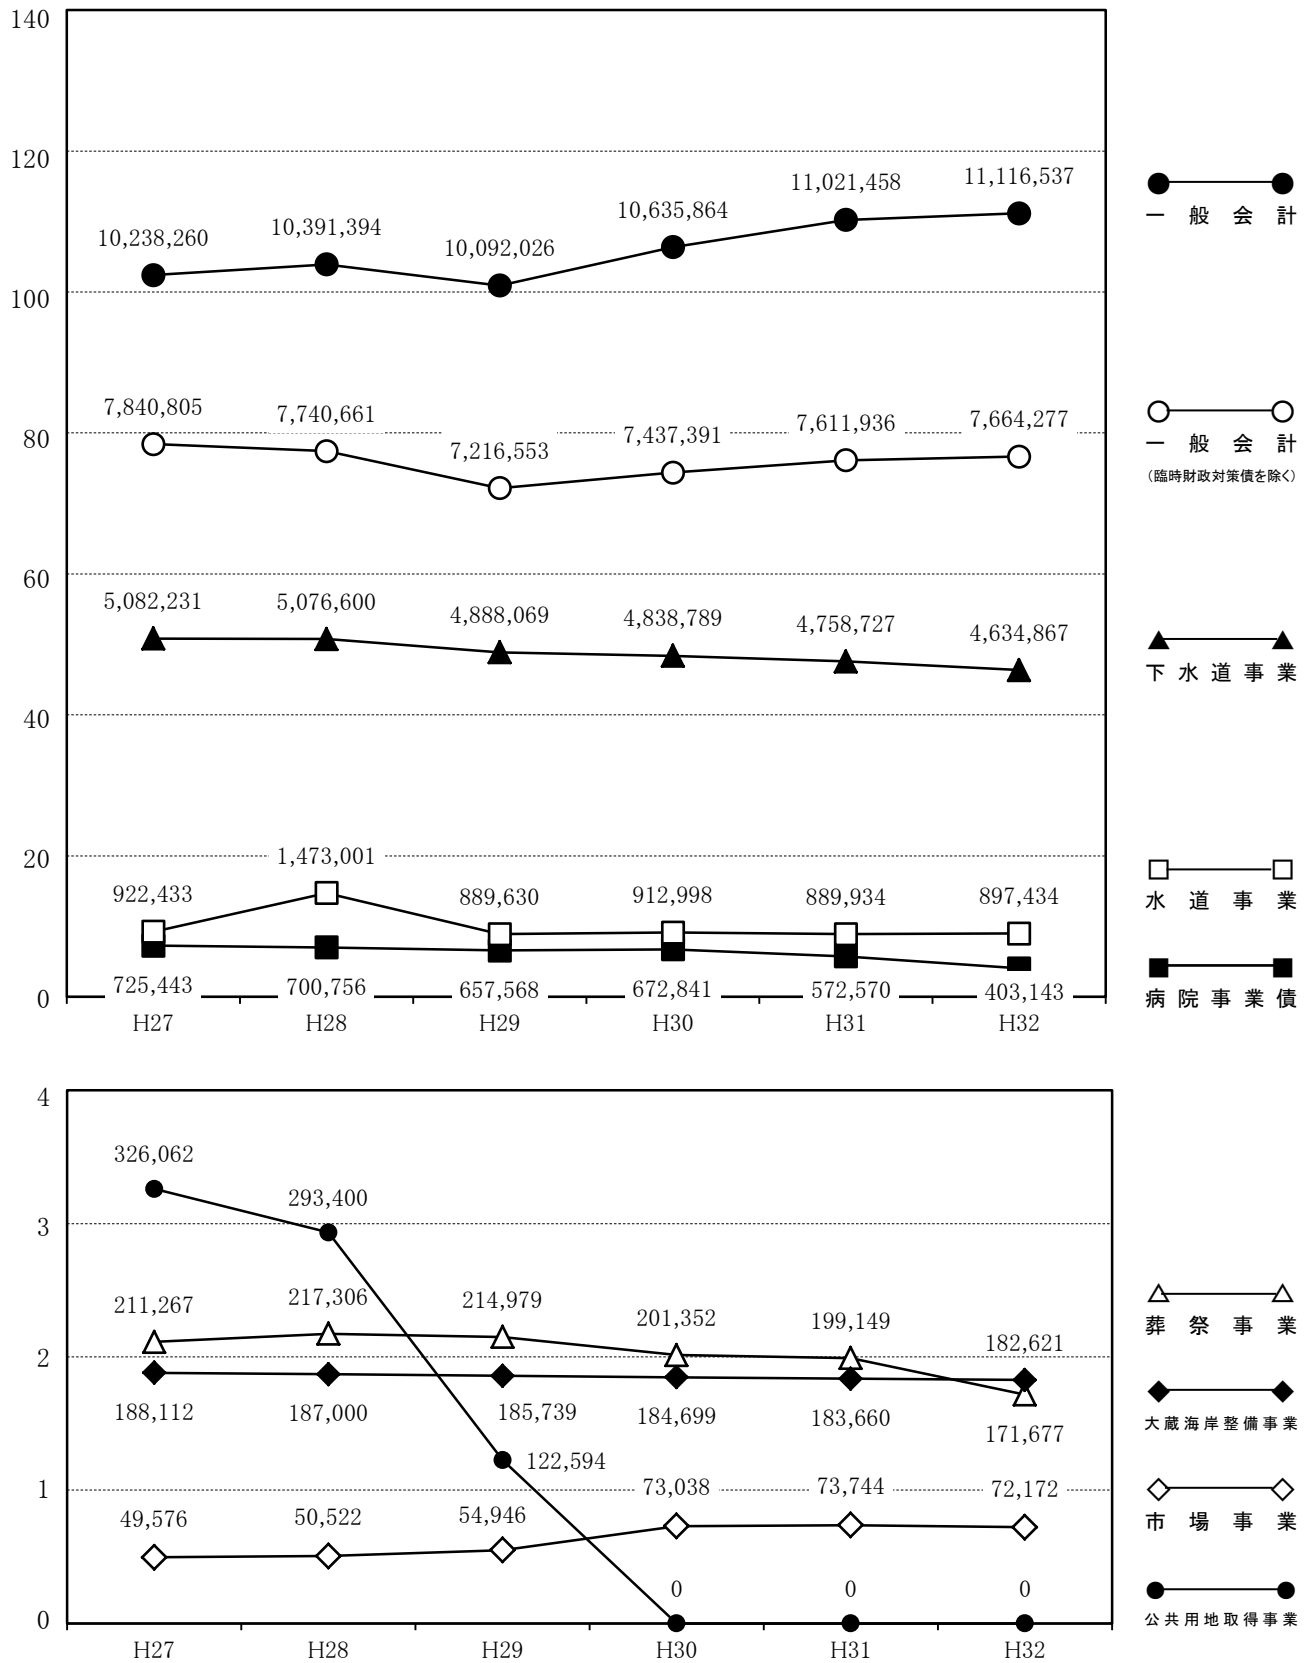 140
120
100
80
60
40
20
0
10,238,260 10,391,394 10,092,026 10,635,864 11,021,458 11,116,537
7,840,805 7,740,661 7,216,553 7,437,391 7,611,936 7,664,277
5,082,231 5,076,600 4,888,069 4,838,789 4,758,727 4,634,867
922,433 1,473,001 889,630 912,998 889,934 897,434
725,443 700,756 657,568 672,841 572,570 403,143
H27 H28 H29 H30 H31 H32
一般会計
一般会計
（臨時財政対策債を除く）
下水道事業
水道事業
病院事業債
4
3
2
1
0
326,062 293,400 122,594 0 0 0
211,267 217,306 214,979 201,352 199,149 182,621
188,112 187,000 185,739 184,699 183,660 171,677
49,576 50,522 54,946 73,038 73,744 72,172
H27 H28 H29 H30 H31 H32
葬祭事業
大蔵海岸整備事業
市場事業
公共用地取得事業